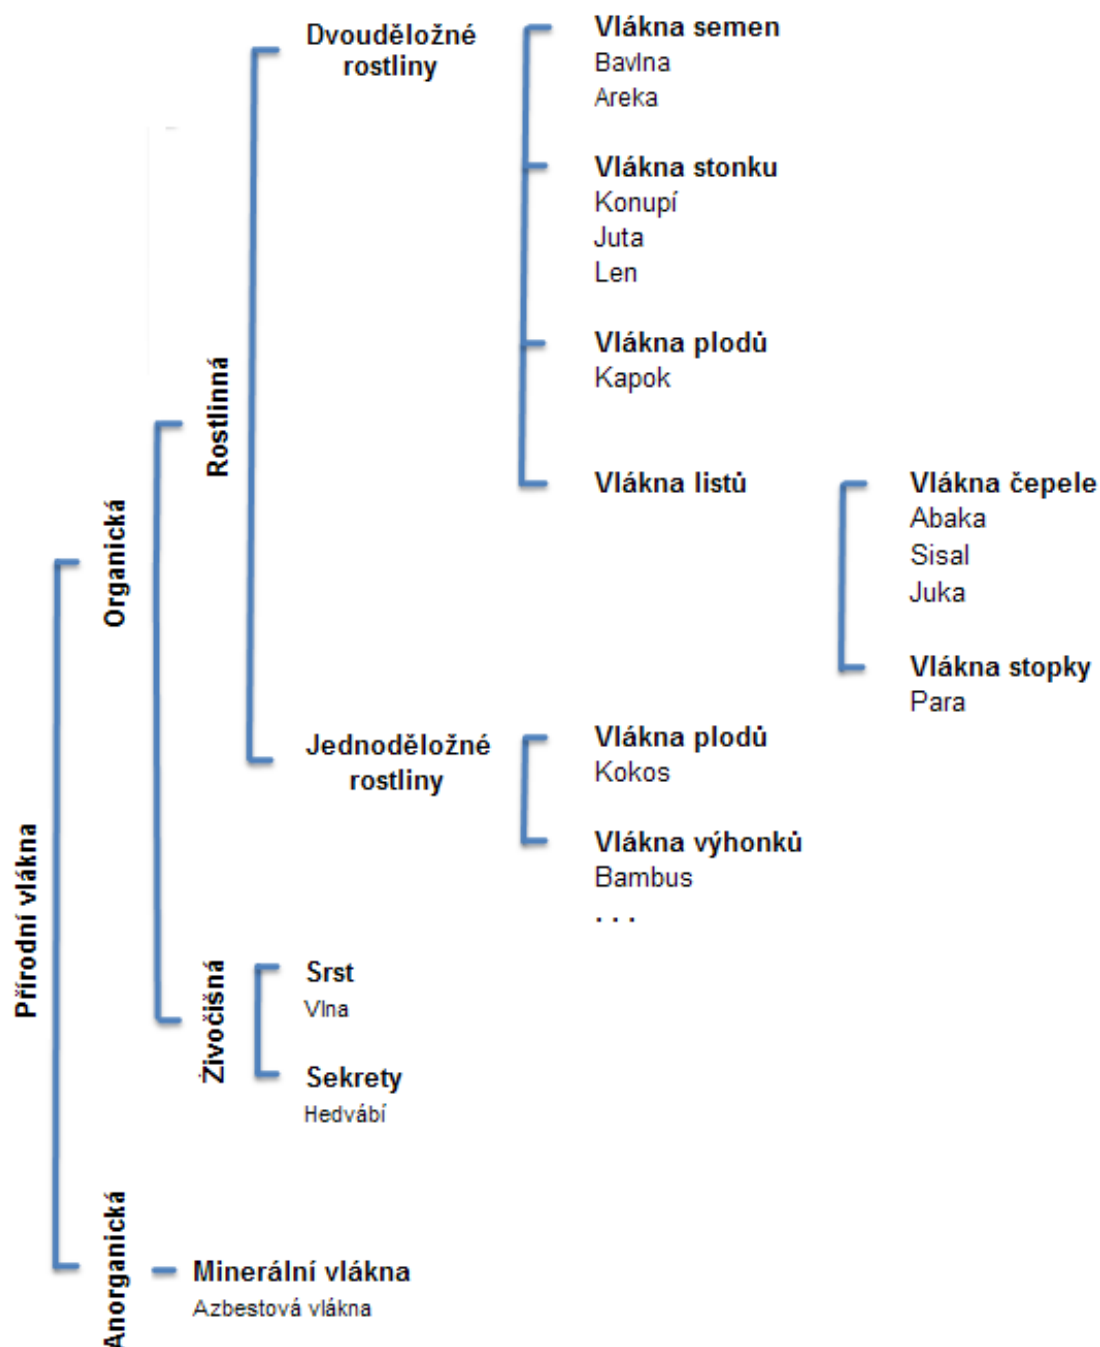 Přírodní vlákna
Organická
Rostlinná
Dvouděložné
rostliny
Vlákna semen
Bavlna
Areka
Vlákna stonku
Konupí
Juta
Len
Vlákna plodů
Kapok
Vlákna listů
Vlákna čepele
Abaka
Sisal
Juka
Vlákna stopky
Para
Jednoděložné
rostliny
Vlákna plodů
Kokos
Vlákna výhonků
Bambus
. . .
Živočišná
Srst
Vlna
Sekrety
Hedvábí
Anorganická
Minerální vlákna
Azbestová vlákna